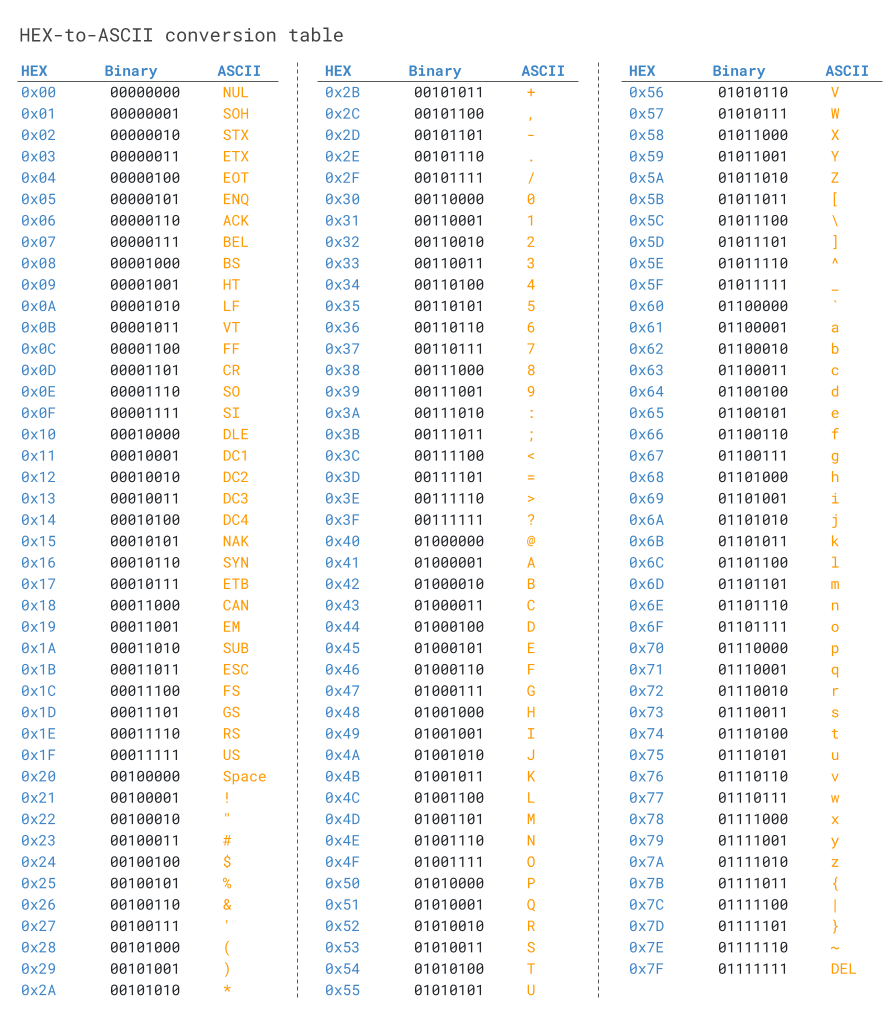 HEX-to-ASCII conversion table
HEX Binary ASCII HEX Binary ASCII HEX Binary ASCII
0x00 00000000 NUL 0x2B 00101011 + 0x56 01010110 V
0x01 00000001 SOH 0x2C 00101100 , 0x57 01010111 W
0x02 00000010 STX 0x2D 00101101 - 0x58 01011000 X
0x03 00000011 ETX 0x2E 00101110 . 0x59 01011001 Y
0x04 00000100 EOT 0x2F 00101111 / 0x5A 01011010 Z
0x05 00000101 ENQ 0x30 00110000 0 0x5B 01011011 [
0x06 00000110 ACK 0x31 00110001 1 0x5C 01011100 \
0x07 00000111 BEL 0x32 00110010 2 0x5D 01011101 ]
0x08 00001000 BS 0x33 00110011 3 0x5E 01011110 ^
0x09 00001001 HT 0x34 00110100 4 0x5F 01011111 _
0x0A 00001010 LF 0x35 00110101 5 0x60 01100000 `
0x0B 00001011 VT 0x36 00110110 6 0x61 01100001 a
0x0C 00001100 FF 0x37 00110111 7 0x62 01100010 b
0x0D 00001101 CR 0x38 00111000 8 0x63 01100011 c
0x0E 00001110 SO 0x39 00111001 9 0x64 01100100 d
0x0F 00001111 SI 0x3A 00111010 : 0x65 01100101 e
0x10 00010000 DLE 0x3B 00111011 ; 0x66 01100110 f
0x11 00010001 DC1 0x3C 00111100 < 0x67 01100111 g
0x12 00010010 DC2 0x3D 00111101 = 0x68 01101000 h
0x13 00010011 DC3 0x3E 00111110 > 0x69 01101001 i
0x14 00010100 DC4 0x3F 00111111 ? 0x6A 01101010 j
0x15 00010101 NAK 0x40 01000000 @ 0x6B 01101011 k
0x16 00010110 SYN 0x41 01000001 A 0x6C 01101100 l
0x17 00010111 ETB 0x42 01000010 B 0x6D 01101101 m
0x18 00011000 CAN 0x43 01000011 C 0x6E 01101110 n
0x19 00011001 EM 0x44 01000100 D 0x6F 01101111 o
0x1A 00011010 SUB 0x45 01000101 E 0x70 01110000 p
0x1B 00011011 ESC 0x46 01000110 F 0x71 01110001 q
0x1C 00011100 FS 0x47 01000111 G 0x72 01110010 r
0x1D 00011101 GS 0x48 01001000 H 0x73 01110011 s
0x1E 00011110 RS 0x49 01001001 I 0x74 01110100 t
0x1F 00011111 US 0x4A 01001010 J 0x75 01110101 u
0x20 00100000 Space 0x4B 01001011 K 0x76 01110110 v
0x21 00100001 ! 0x4C 01001100 L 0x77 01110111 w
0x22 00100010 " 0x4D 01001101 M 0x78 01111000 x
0x23 00100011 # 0x4E 01001110 N 0x79 01111001 y
0x24 00100100 $ 0x4F 01001111 O 0x7A 01111010 z
0x25 00100101 % 0x50 01010000 P 0x7B 01111011 {
0x26 00100110 & 0x51 01010001 Q 0x7C 01111100 |
0x27 00100111 ' 0x52 01010010 R 0x7D 01111101 }
0x28 00101000 ( 0x53 01010011 S 0x7E 01111110 ~
0x29 00101001 ) 0x54 01010100 T 0x7F 01111111 DEL
0x2A 00101010 * 0x55 01010101 U